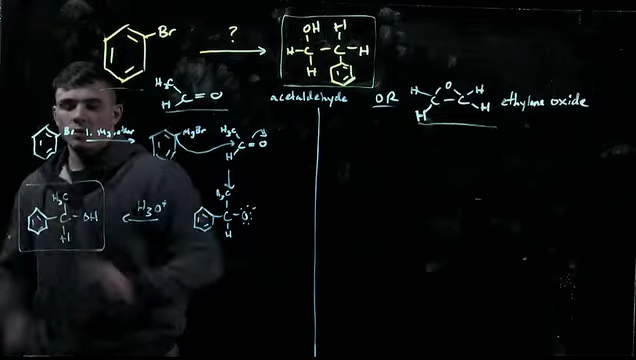 Br ? OH H
H-C-C-H
H
H3C
H C=O acetaldehyde OR H O H ethylene oxide
H C-C H
Br 1. Mg, ether MgBr H3C
H C=O
H3C H3C
C-OH H3O+ C-O:-
H H